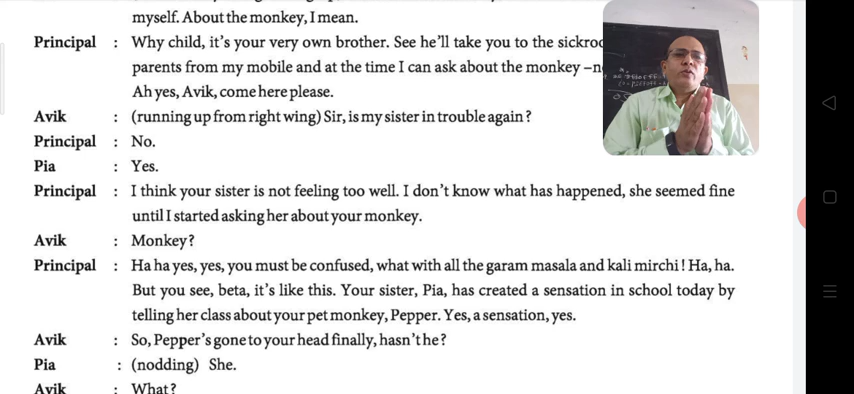 myself. About the monkey, I mean.
Principal : Why child, it's your very own brother. See he'll take you to the
parents from my mobile and at the time I can ask about the monkey
Ah yes, Avik, come here please.
Avik : (running up from right wing) Sir, is my sister in trouble again?
Principal : No.
Pia : Yes.
Principal : I think your sister is not feeling too well. I don't know what has happened, she seemed fine
until I started asking her about your monkey.
Avik : Monkey?
Principal : Ha ha yes, yes, you must be confused, what with all the garam masala and kali mirchi! Ha, ha.
But you see, beta, it's like this. Your sister, Pia, has created a sensation in school today by
telling her class about your pet monkey, Pepper. Yes, a sensation, yes.
Avik : So, Pepper's gone to your head finally, hasn't he?
Pia : (nodding) She.
Avik : What?